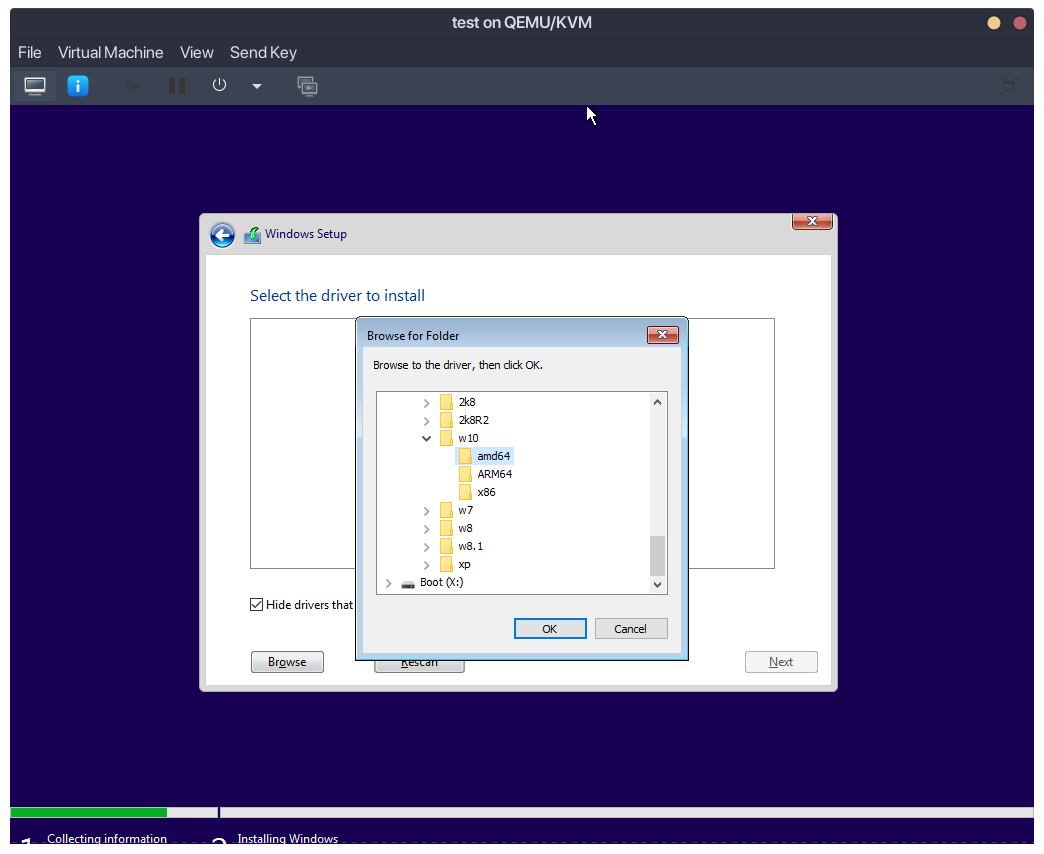 test on QEMU/KVM
File Virtual Machine View Send Key
Windows Setup
Select the driver to install
Browse for Folder
Browse to the driver, then click OK.
2k8
2k8R2
w10
amd64
ARM64
x86
w7
w8
w8.1
xp
Boot (X:)
Hide drivers that
OK Cancel
Browse Rescan Next
1 Collecting information 2 Installing Windows